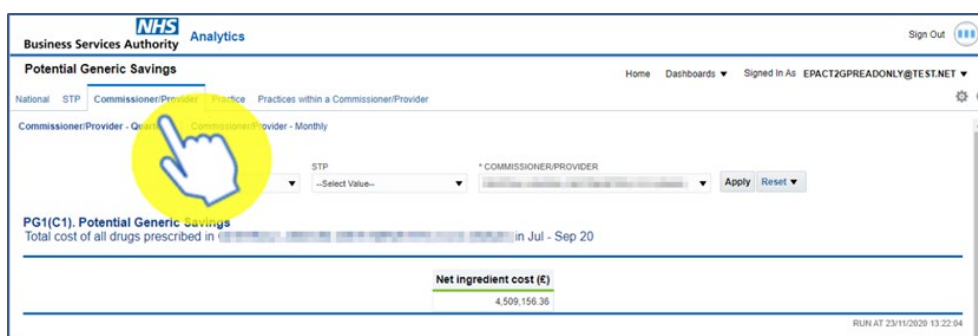 NHS
Business Services Authority Analytics Sign Out
Potential Generic Savings Home Dashboards Signed In As EPACT2GPREADONLY@TEST.NET
National STP Commissioner/Provider Practice Practices within a Commissioner/Provider
Commissioner/Provider - Commissioner/Provider - Monthly
STP * COMMISSIONER/PROVIDER
--Select Value-- Apply Reset
PG1(C1). Potential Generic Savings
Total cost of all drugs prescribed in in Jul - Sep 20
Net ingredient cost (£)
4,509,156.36
RUN AT 23/11/2020 13:22:04